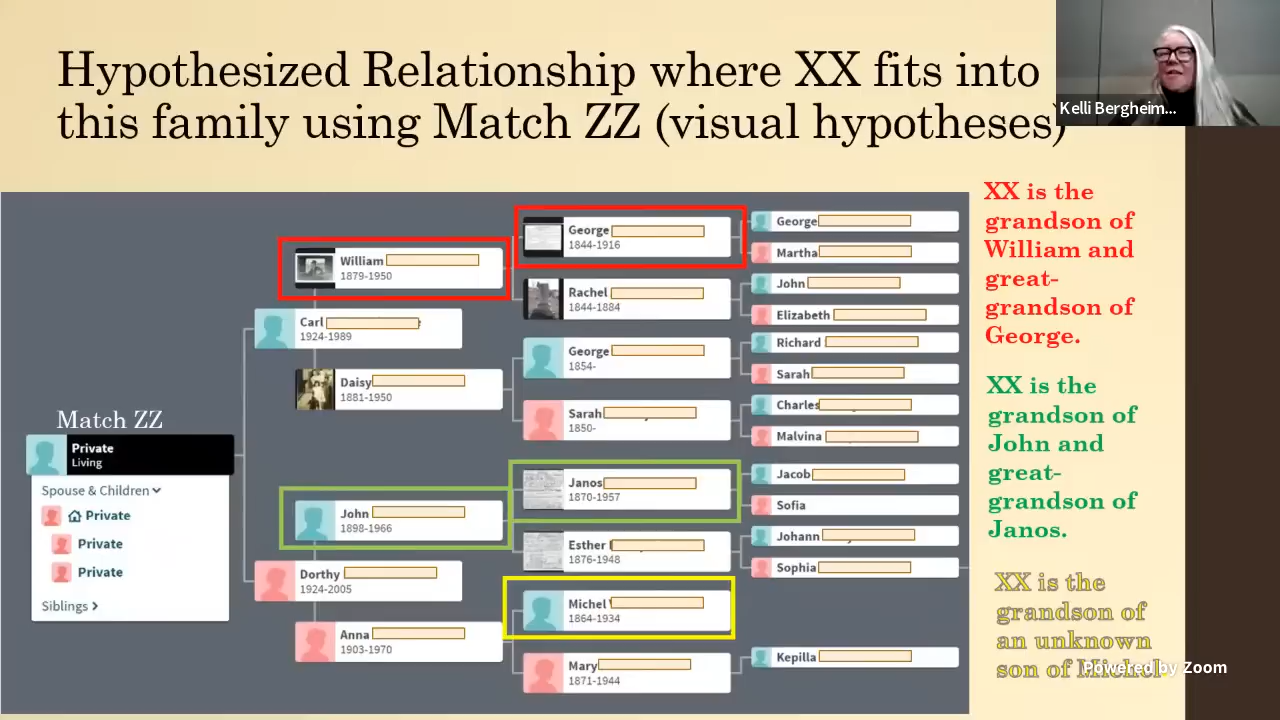 Hypothesized Relationship where XX fits into
this family using Match ZZ (visual hypotheses)
Kelli Bergheim...
William
1879-1950
Carl
1924-1989
Daisy
1881-1950
Match ZZ
Private
Living
Spouse & Children
Private
Private
Private
Siblings
John
1898-1966
Dorthy
1924-2005
Anna
1903-1970
George
1844-1916
Rachel
1844-1884
George
1854-
Sarah
1850-
Janos
1870-1957
Esther
1876-1948
Michel
1864-1934
Mary
1871-1944
George
Martha
John
Elizabeth
Richard
Sarah
Charles
Malvina
Jacob
Sofia
Johann
Sophia
Kepilla
XX is the
grandson of
William and
great-
grandson of
George.
XX is the
grandson of
John and
great-
grandson of
Janos.
XX is the
grandson of
an unknown
son of Michel
Powered by Zoom